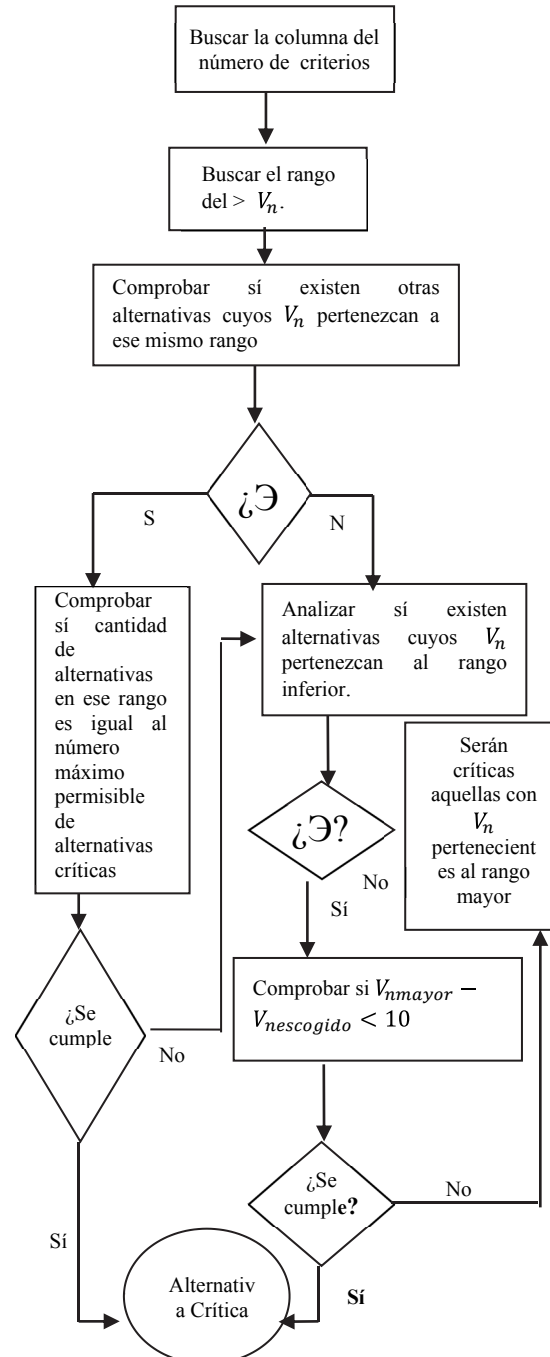 Buscar la columna del
número de criterios
Buscar el rango
del > Vₙ.
Comprobar sí existen otras
alternativas cuyos Vₙ pertenezcan a
ese mismo rango
¿Э
S
N
Comprobar
sí cantidad
de
alternativas
en ese rango
es igual al
número
máximo
permisible
de
alternativas
críticas
Analizar sí existen
alternativas cuyos Vₙ
pertenezcan al rango
inferior.
Serán
críticas
aquellas con
Vₙ
pertenecient
es al rango
mayor
¿Э?
No
Sí
¿Se
cumple
No
Comprobar si Vnmayor −
Vnescogido < 10
¿Se
cumple?
No
Sí
Sí
Alternativ
a Crítica